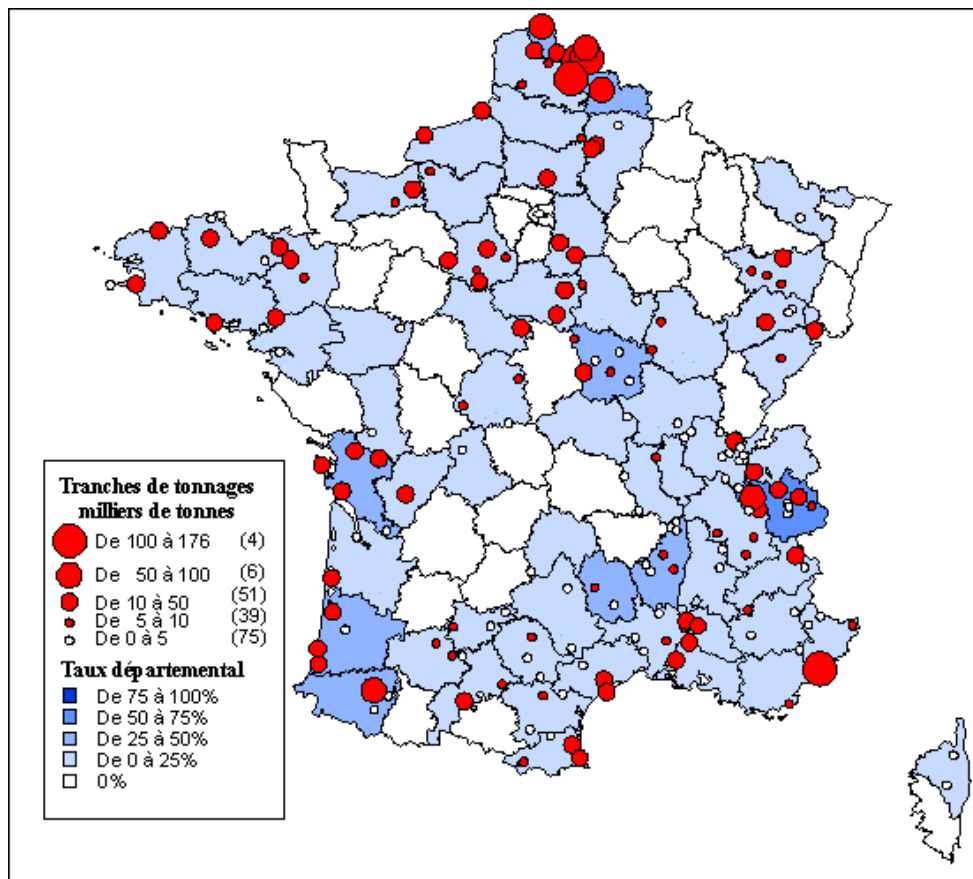 Tranches de tonnages
milliers de tonnes
De 100 à 176 (4)
De 50 à 100 (6)
De 10 à 50 (51)
De 5 à 10 (39)
De 0 à 5 (75)
Taux départemental
De 75 à 100%
De 50 à 75%
De 25 à 50%
De 0 à 25%
0%